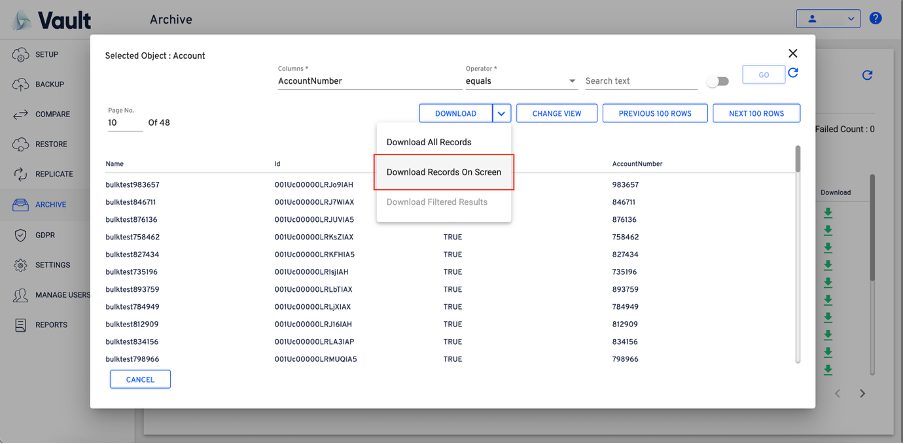 Vault
Archive
SETUP
BACKUP
COMPARE
RESTORE
REPLICATE
ARCHIVE
GDPR
SETTINGS
MANAGE USERS
REPORTS
?
Selected Object : Account
Columns *
AccountNumber
Operator *
equals
Search text
GO
Page No.
10
Of 48
DOWNLOAD
CHANGE VIEW
PREVIOUS 100 ROWS
NEXT 100 ROWS
Download All Records
Download Records On Screen
Download Filtered Results
Failed Count : 0
Download
Name Id AccountNumber
bulktest983657 001Uc00000LRJo9IAH 983657
bulktest846711 001Uc00000LRJ7WIAX 846711
bulktest876136 001Uc00000LRJUVIA5 876136
bulktest758462 001Uc00000LRKsZIAX TRUE 758462
bulktest827434 001Uc00000LRKFHIA5 TRUE 827434
bulktest735196 001Uc00000LRIsjIAH TRUE 735196
bulktest893759 001Uc00000LRLbTIAX TRUE 893759
bulktest784949 001Uc00000LRLjXIAX TRUE 784949
bulktest812909 001Uc00000LRJ16IAH TRUE 812909
bulktest834156 001Uc00000LRLA3IAP TRUE 834156
bulktest798966 001Uc00000LRMUQIA5 TRUE 798966
CANCEL